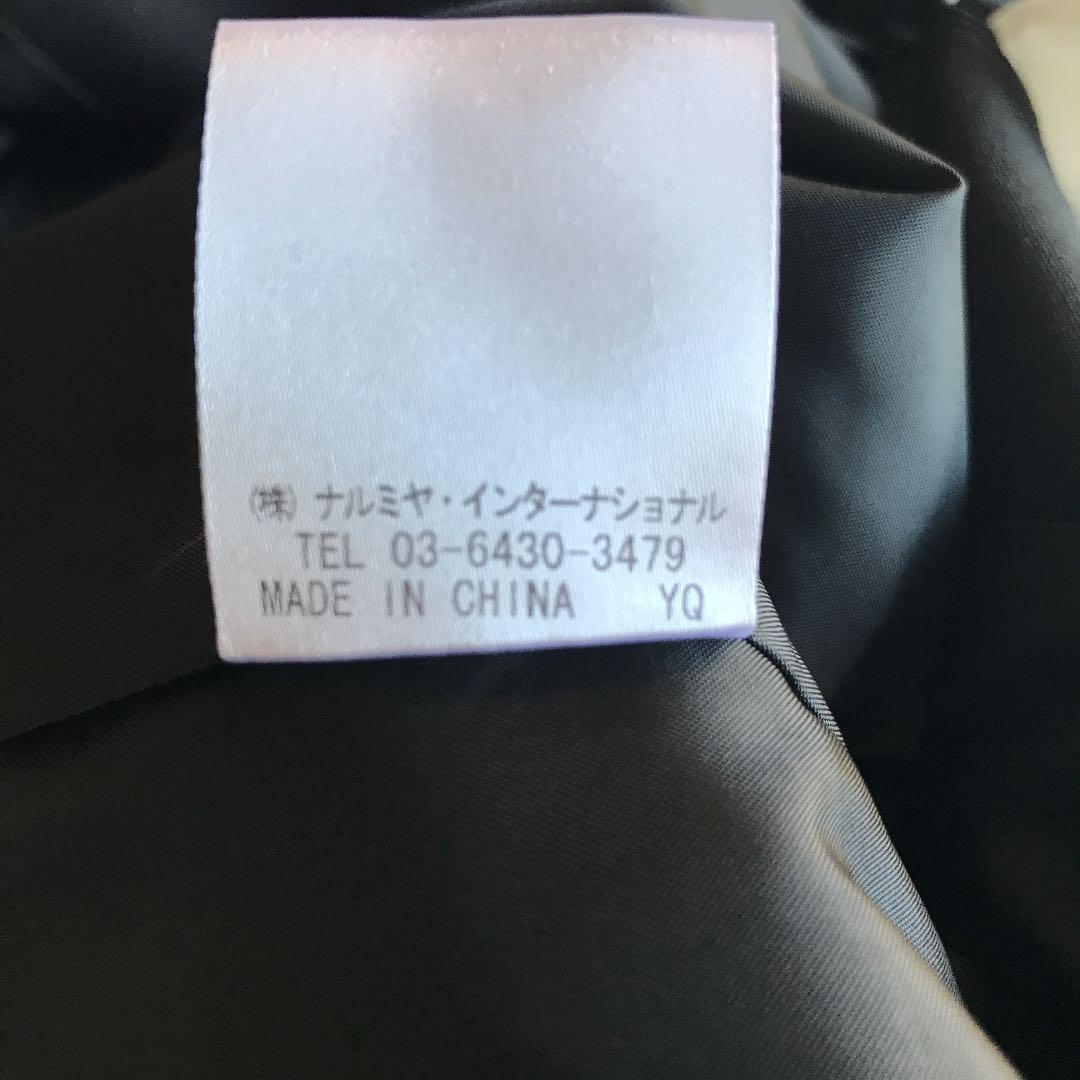 (株) ナルミヤ・インターナショナル
TEL 03-6430-3479
MADE IN CHINA YQ